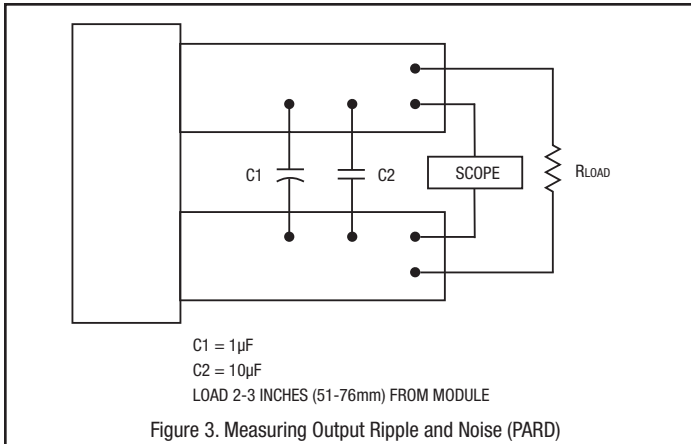 C1
C2
SCOPE
RLOAD
C1 = 1µF
C2 = 10µF
LOAD 2-3 INCHES (51-76mm) FROM MODULE
Figure 3. Measuring Output Ripple and Noise (PARD)